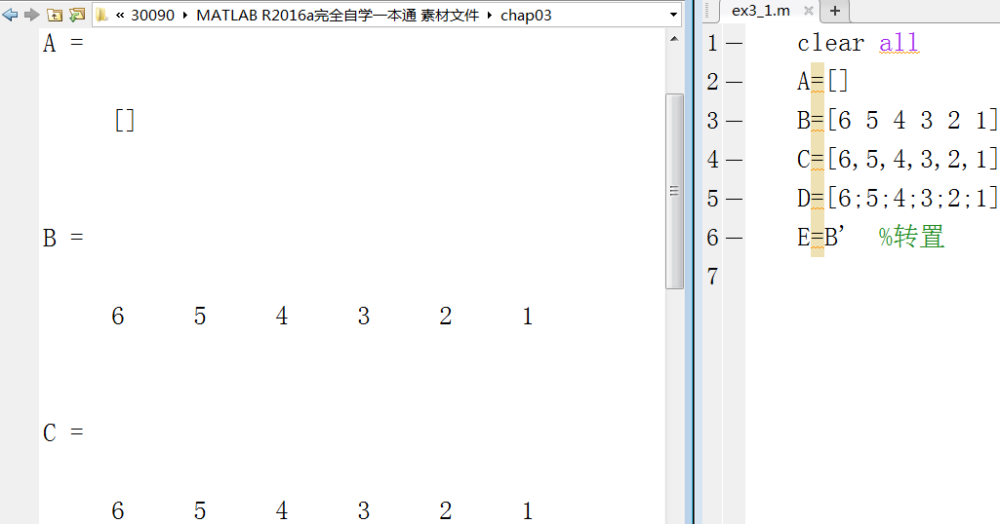 « 30090 ▸ MATLAB R2016a完全自学一本通 素材文件 ▸ chap03
A =
[]
B =
6 5 4 3 2 1
C =
6 5 4 3 2 1
ex3_1.m × +
1 — clear all
2 — A=[]
3 — B=[6 5 4 3 2 1]
4 — C=[6,5,4,3,2,1]
5 — D=[6;5;4;3;2;1]
6 — E=B' %转置
7